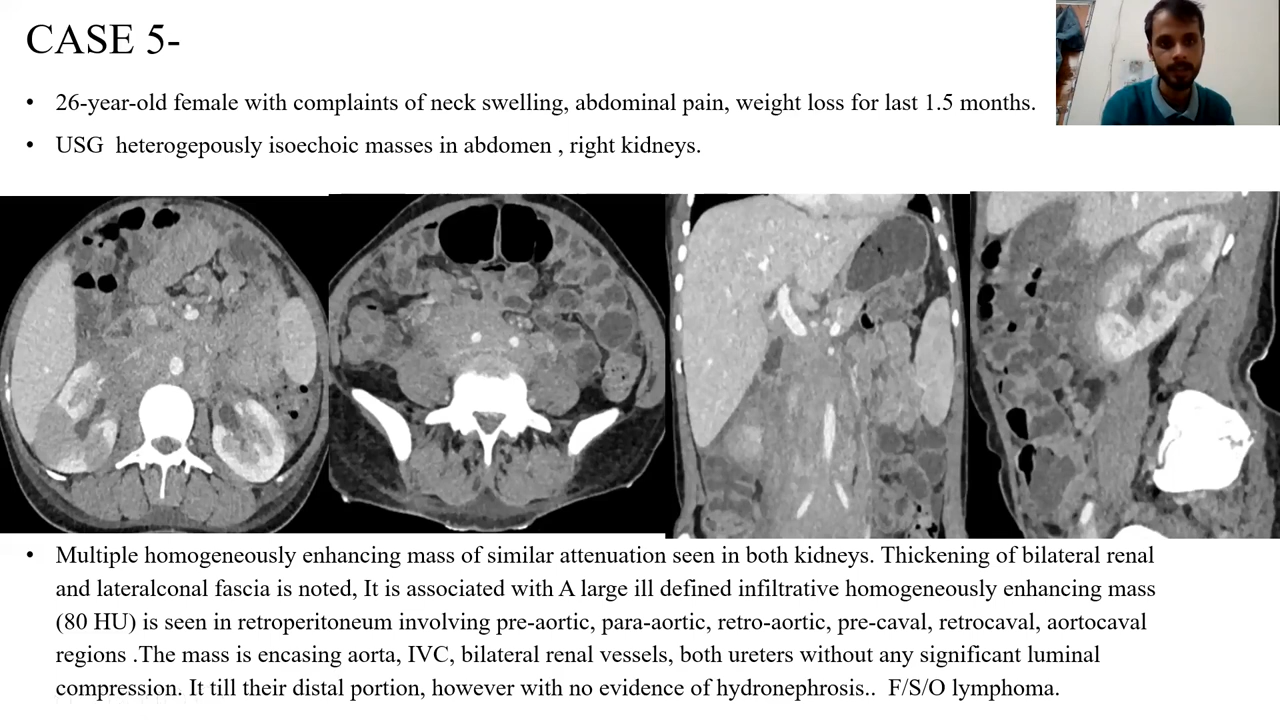 CASE 5-
• 26-year-old female with complaints of neck swelling, abdominal pain, weight loss for last 1.5 months.
• USG heterogepously isoechoic masses in abdomen , right kidneys.
• Multiple homogeneously enhancing mass of similar attenuation seen in both kidneys. Thickening of bilateral renal
and lateralconal fascia is noted, It is associated with A large ill defined infiltrative homogeneously enhancing mass
(80 HU) is seen in retroperitoneum involving pre-aortic, para-aortic, retro-aortic, pre-caval, retrocaval, aortocaval
regions .The mass is encasing aorta, IVC, bilateral renal vessels, both ureters without any significant luminal
compression. It till their distal portion, however with no evidence of hydronephrosis.. F/S/O lymphoma.